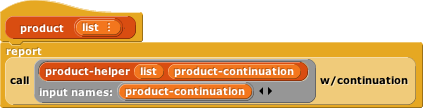 product list ⋮
report
call product-helper list product-continuation w/continuation
input names: product-continuation